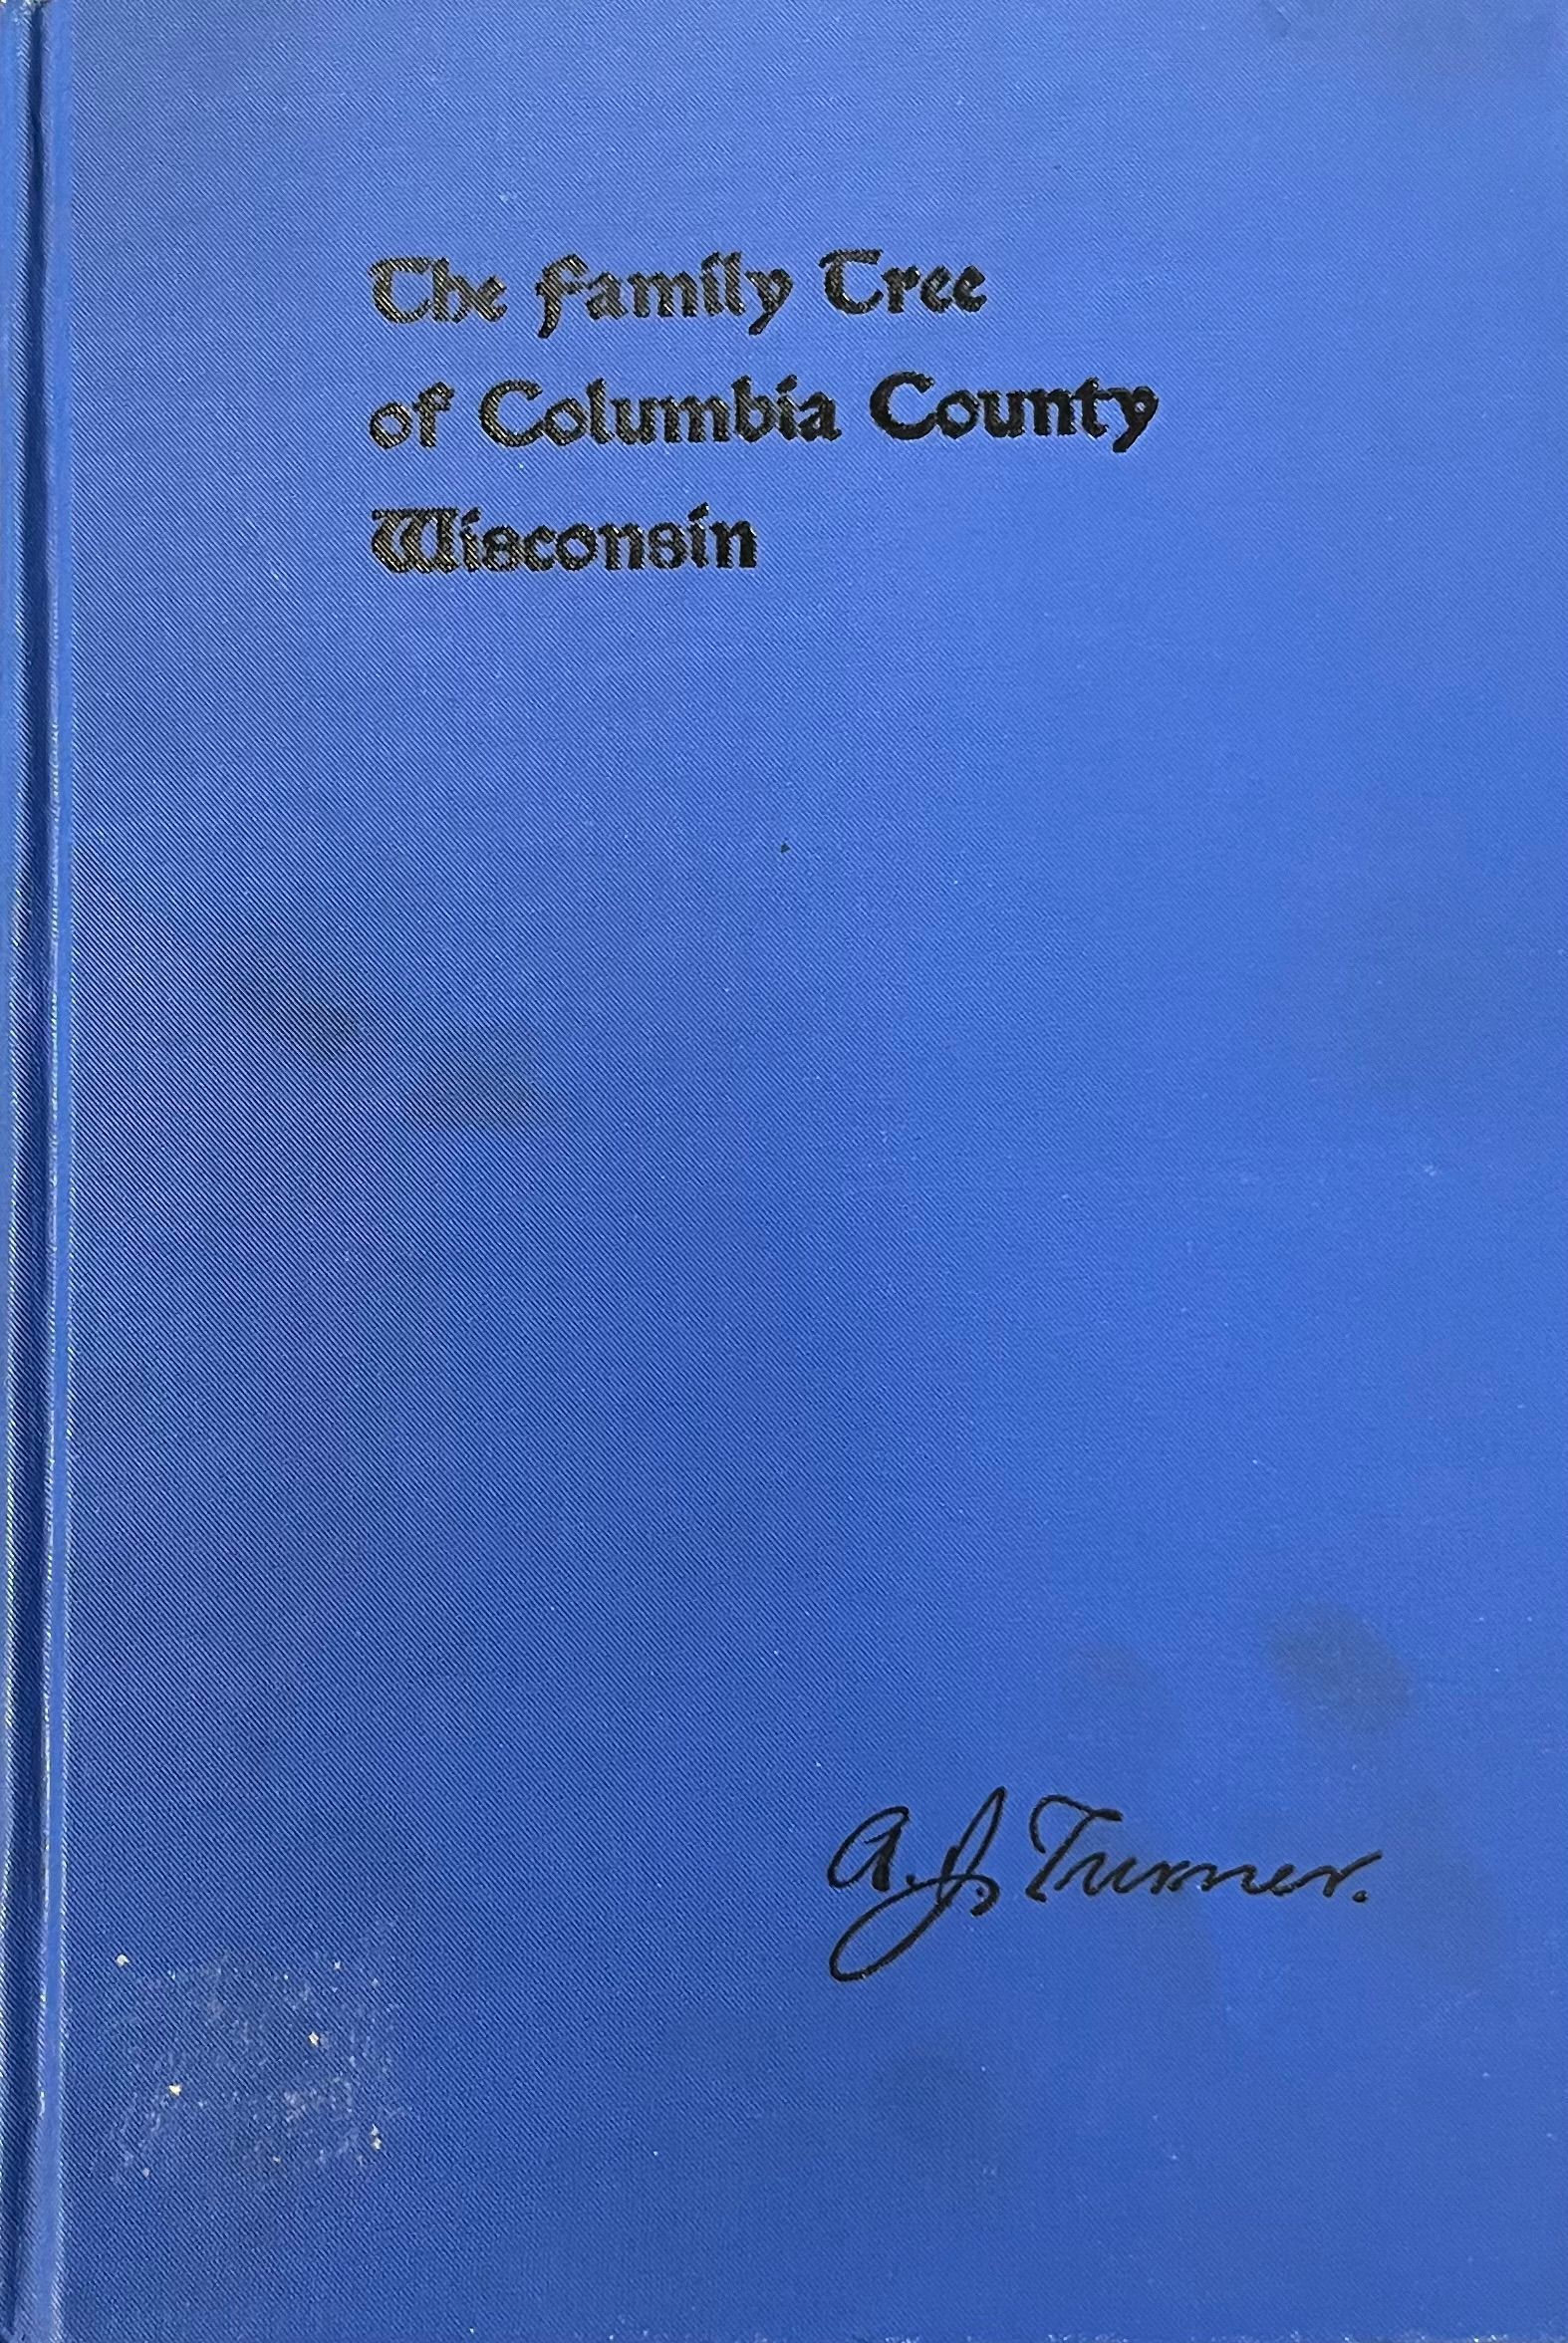 The Family Tree
of Columbia County
Wisconsin
A. J. Turner.